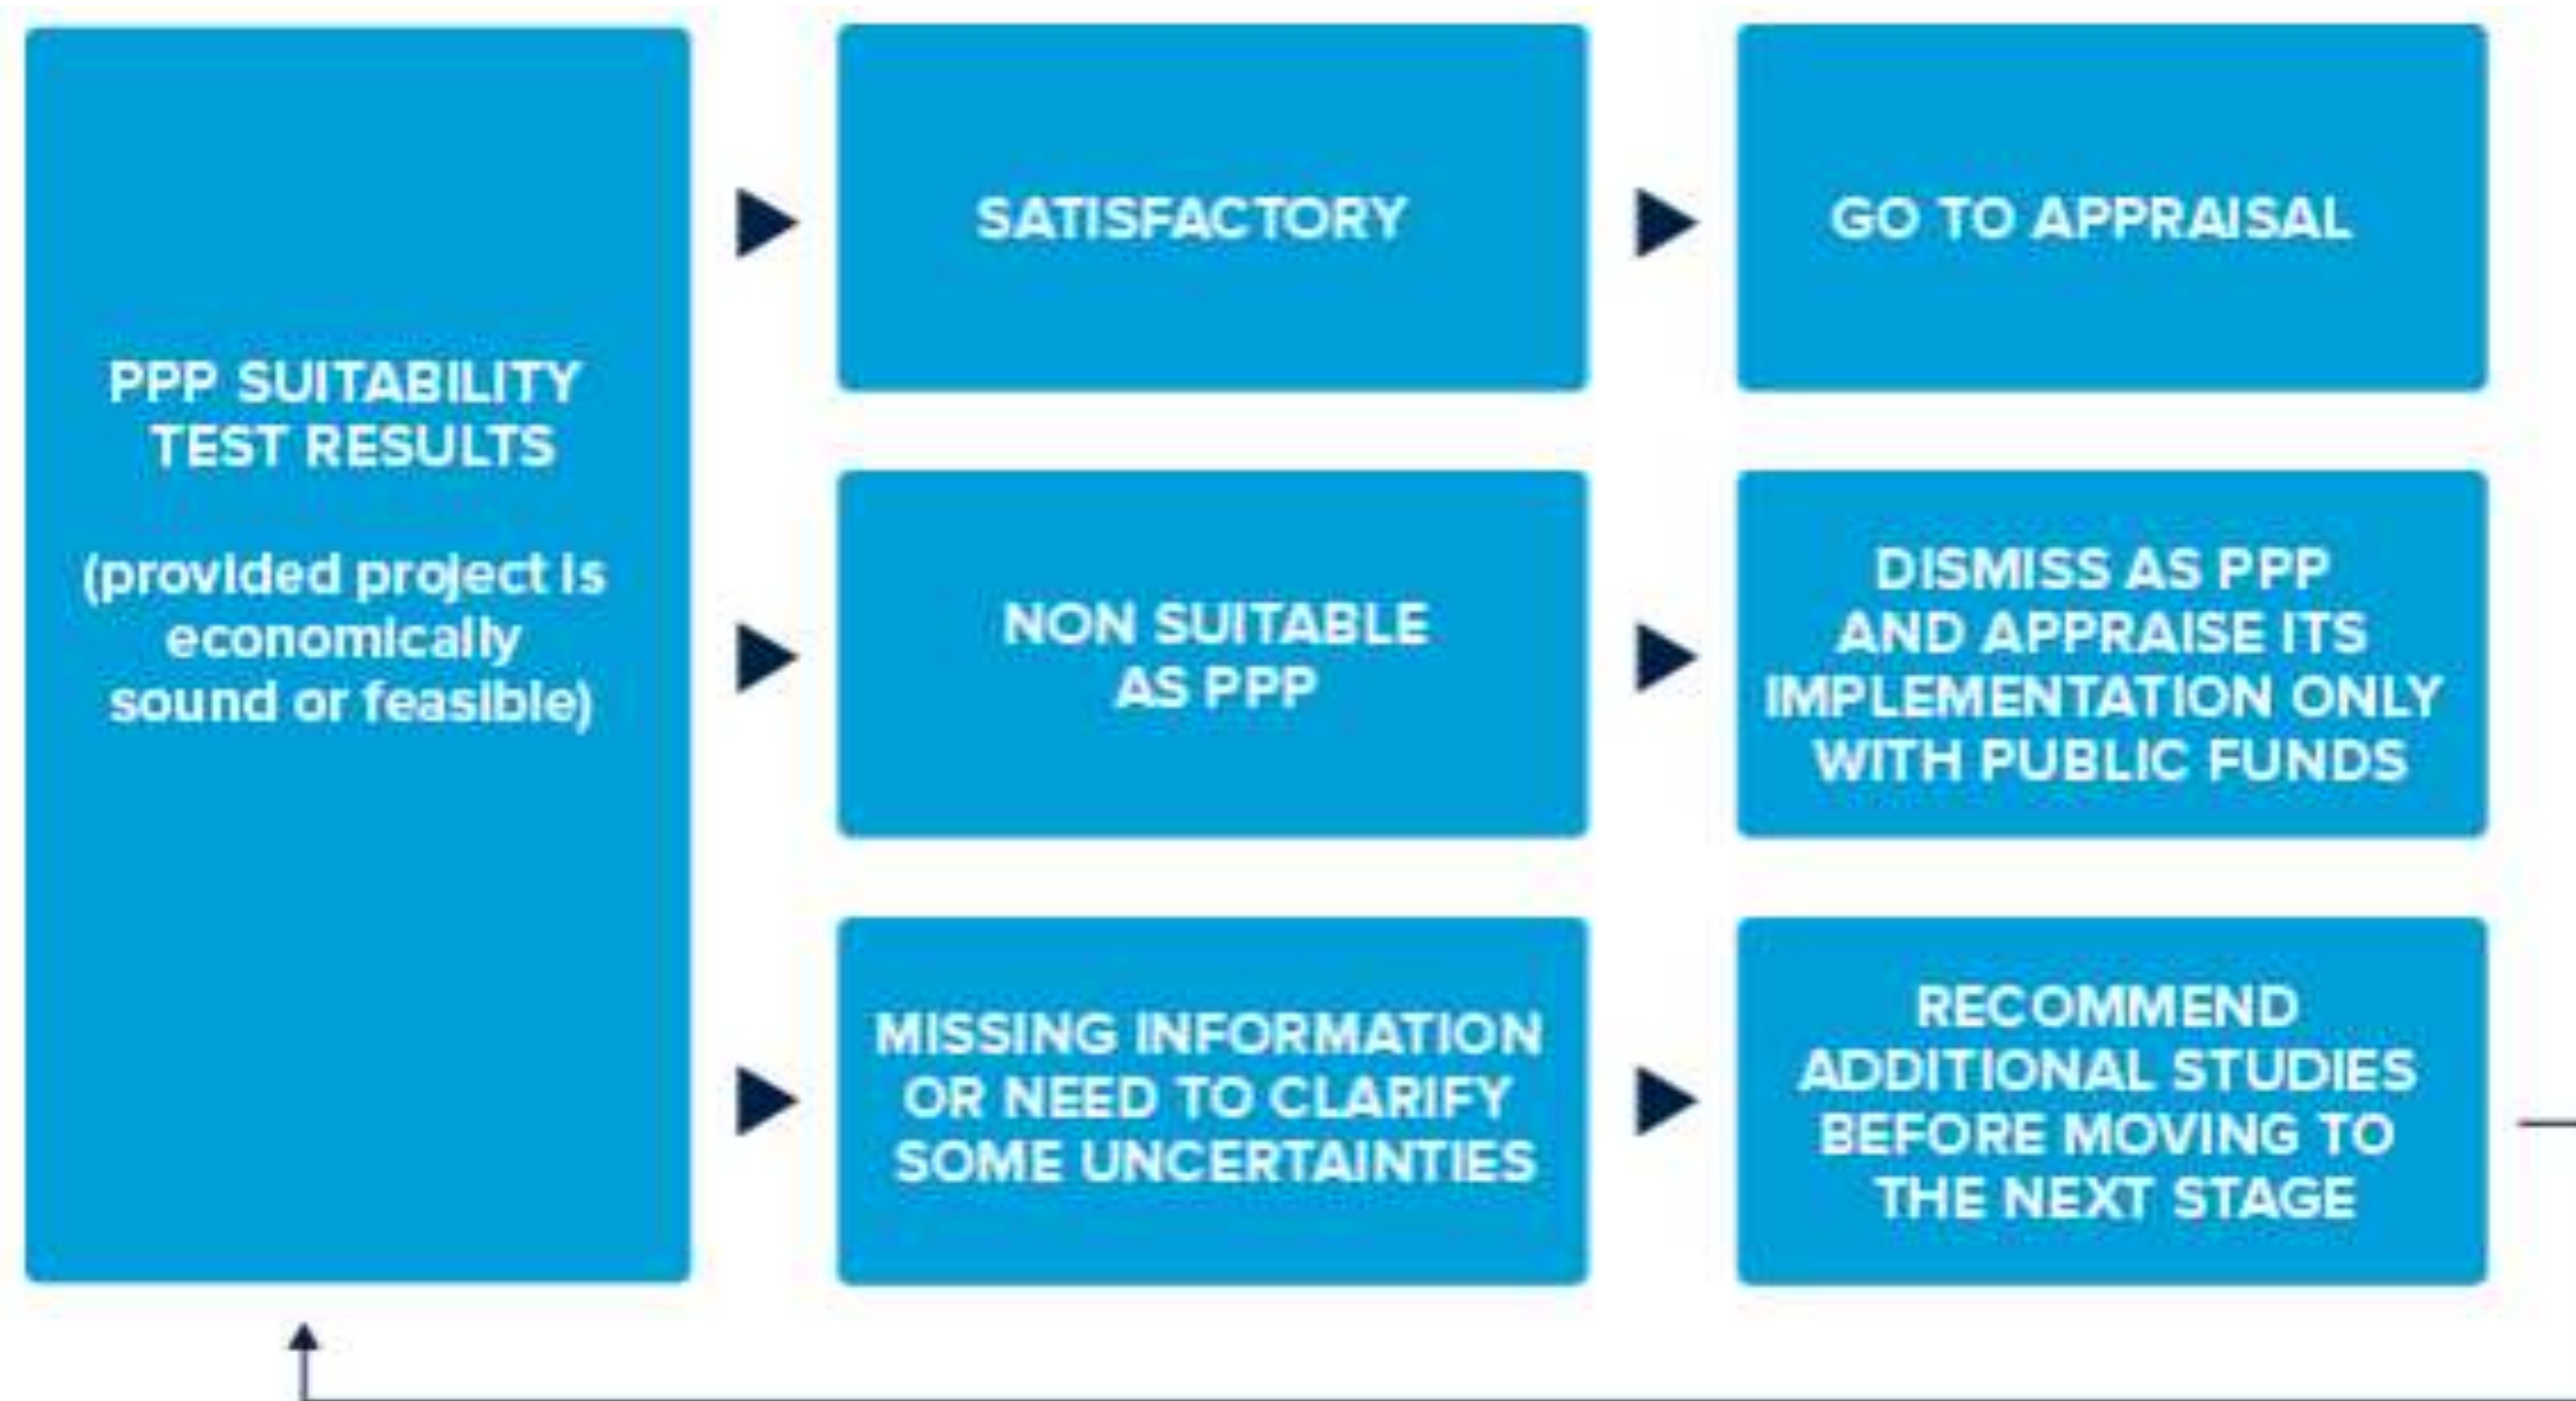 PPP SUITABILITY
TEST RESULTS
(provided project is
economically
sound or feasible)
SATISFACTORY
GO TO APPRAISAL
NON SUITABLE
AS PPP
DISMISS AS PPP
AND APPRAISE ITS
IMPLEMENTATION ONLY
WITH PUBLIC FUNDS
MISSING INFORMATION
OR NEED TO CLARIFY
SOME UNCERTAINTIES
RECOMMEND
ADDITIONAL STUDIES
BEFORE MOVING TO
THE NEXT STAGE